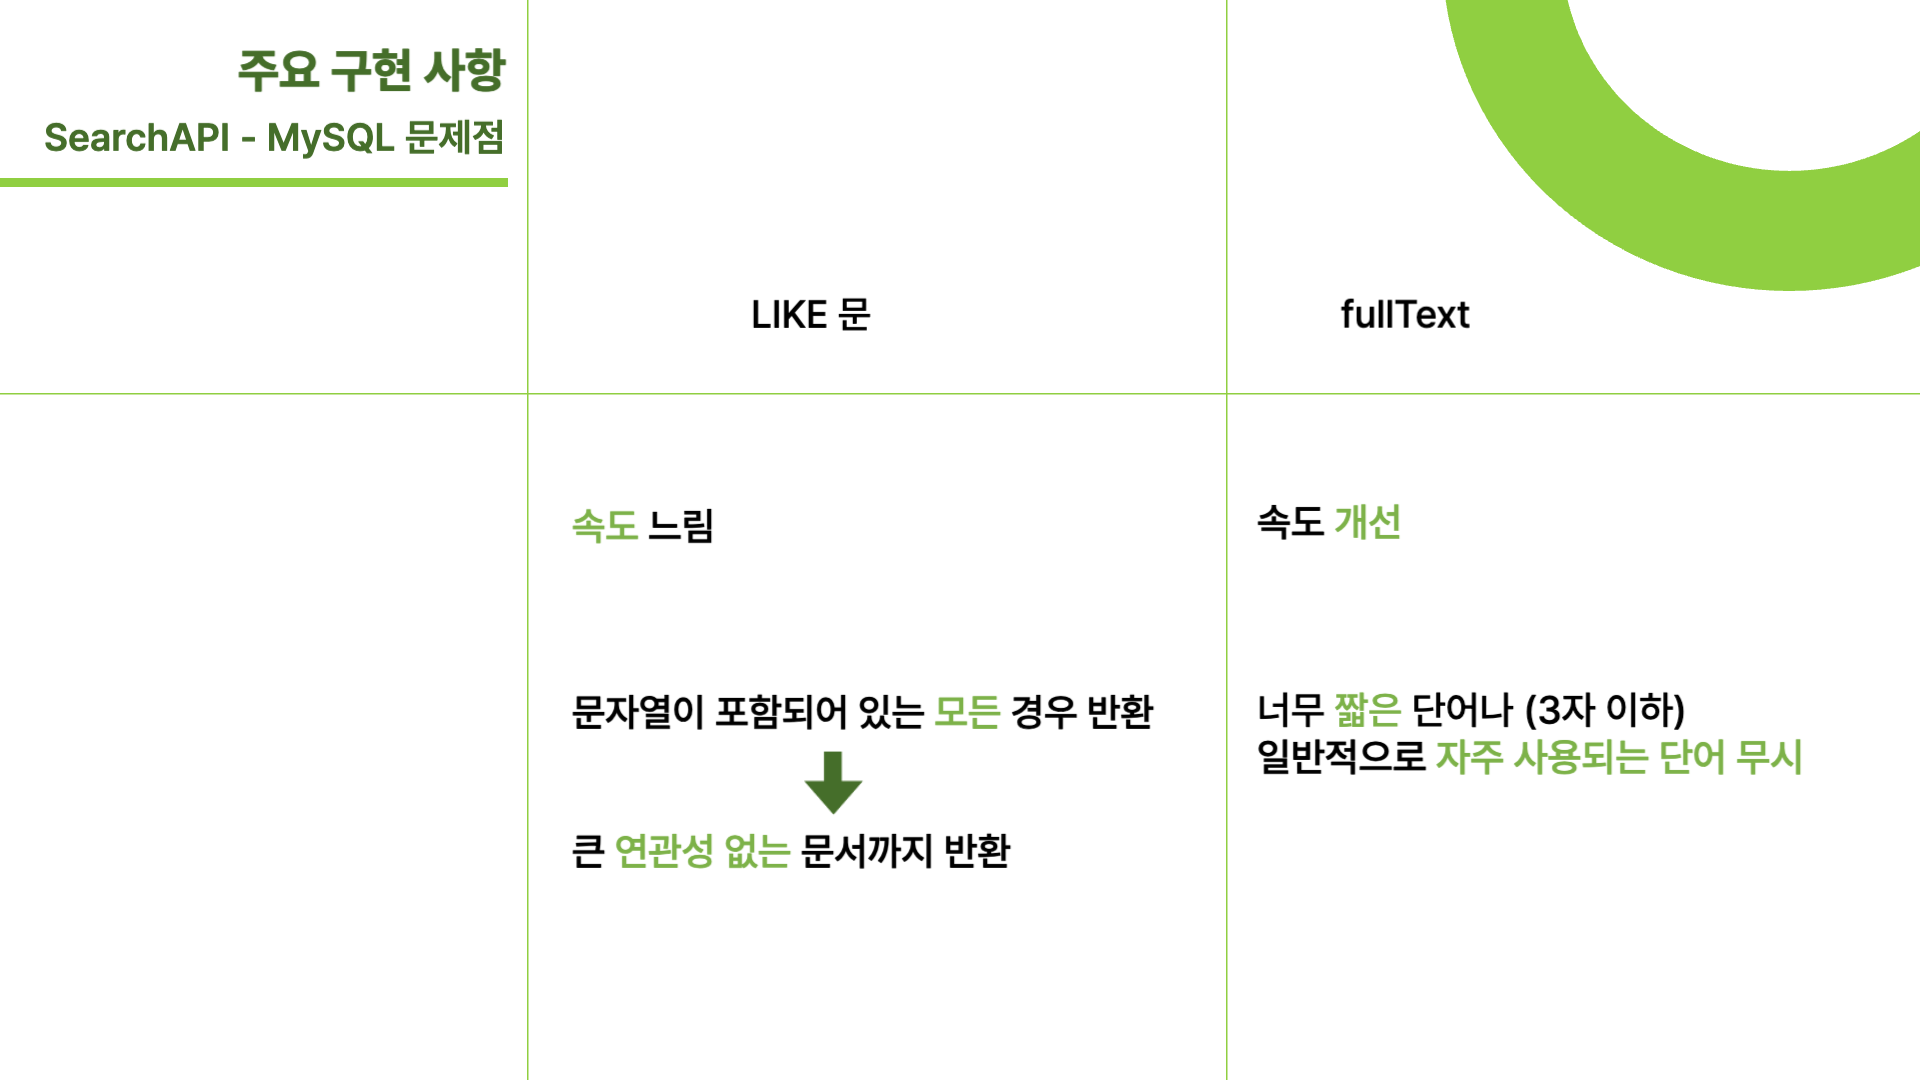 주요 구현 사항
SearchAPI - MySQL 문제점
LIKE 문
fullText
속도 느림
문자열이 포함되어 있는 모든 경우 반환
큰 연관성 없는 문서까지 반환
속도 개선
너무 짧은 단어나 (3자 이하)
일반적으로 자주 사용되는 단어 무시